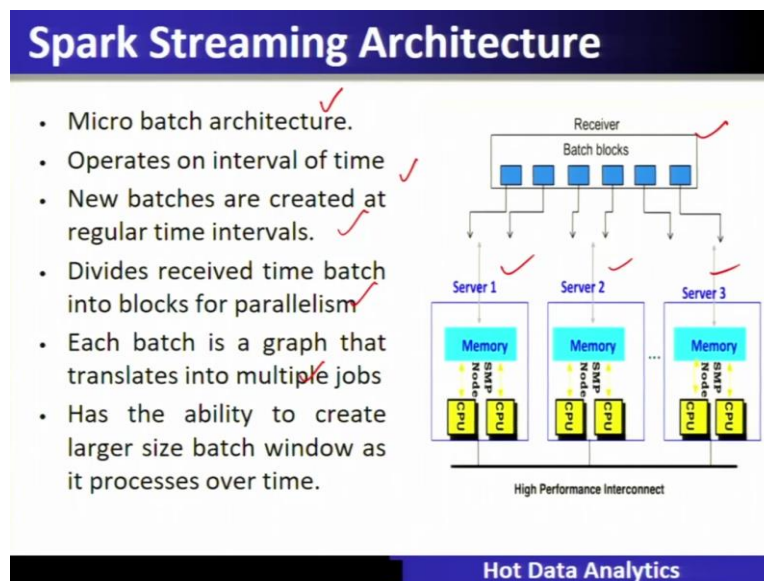 Spark Streaming Architecture
• Micro batch architecture.
• Operates on interval of time
• New batches are created at
regular time intervals.
• Divides received time batch
into blocks for parallelism
• Each batch is a graph that
translates into multiple jobs
• Has the ability to create
larger size batch window as
it processes over time.
Receiver
Batch blocks
Server 1
Server 2
Server 3
Memory
Memory
Memory
...
SMP
Node
SMP
Node
SMP
Node
CPU
CPU
CPU
CPU
CPU
CPU
High Performance Interconnect
Hot Data Analytics